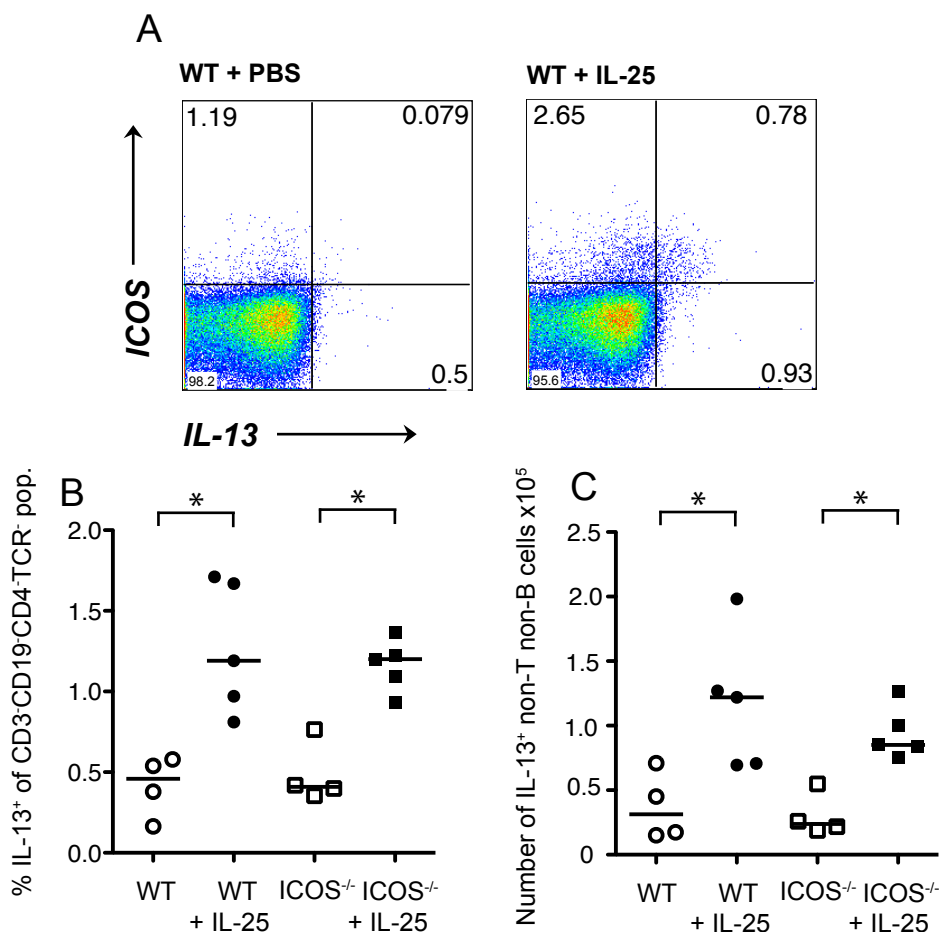 A
WT + PBS
WT + IL-25
1.19
0.079
2.65
0.78
ICOS
98.2
0.5
95.6
0.93
IL-13
B
C
% IL-13⁺ of CD3⁻CD19⁻CD4⁻TCR⁻ pop.
*
*
2.0
1.5
1.0
0.5
0.0
WT
WT
+ IL-25
ICOS⁻/⁻
ICOS⁻/⁻
+ IL-25
Number of IL-13⁺ non-T non-B cells x10⁵
*
*
2.5
2.0
1.5
1.0
0.5
0
WT
WT
+ IL-25
ICOS⁻/⁻
ICOS⁻/⁻
+ IL-25